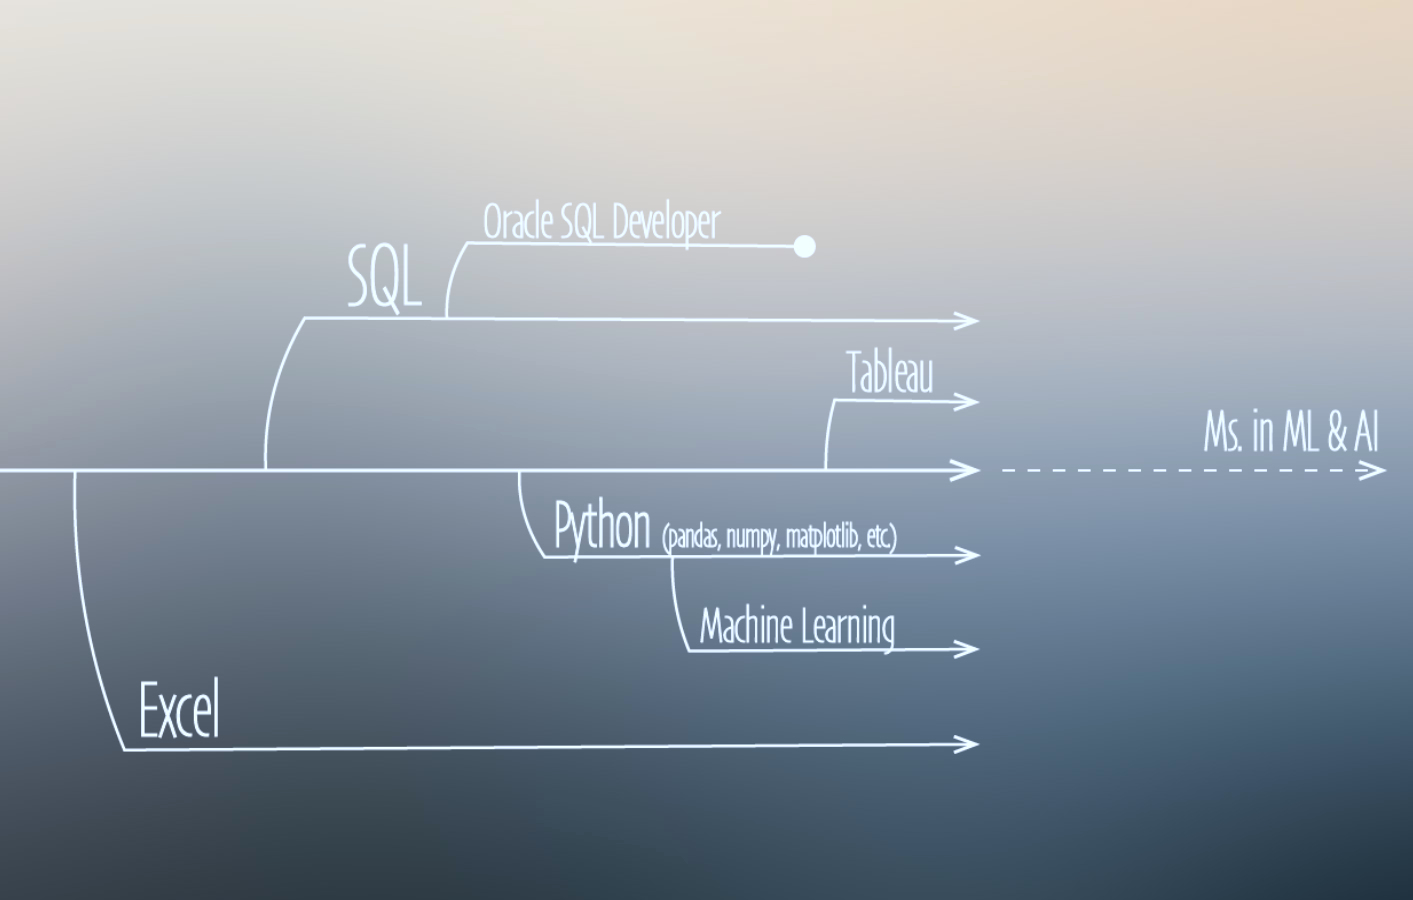 Oracle SQL Developer
SQL
Tableau
Ms. in ML & AI
Python (pandas, numpy, matplotlib, etc.)
Machine Learning
Excel